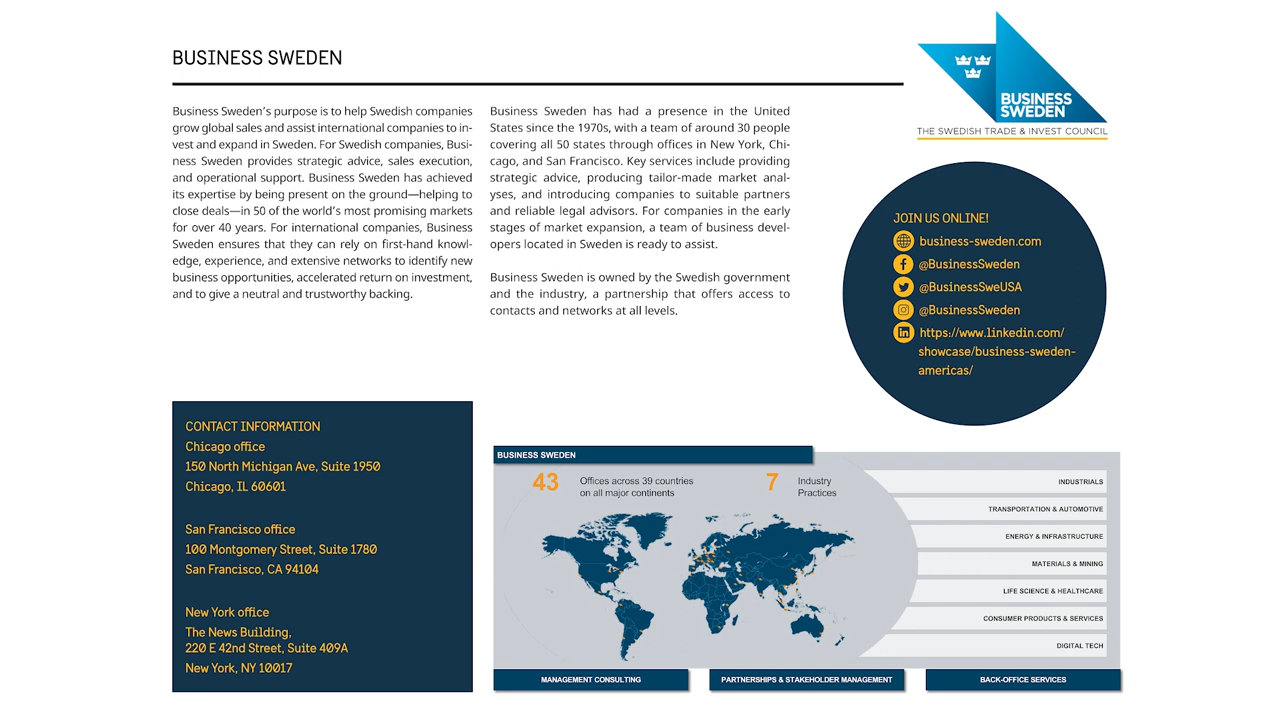 BUSINESS SWEDEN
Business Sweden's purpose is to help Swedish companies
grow global sales and assist international companies to in-
vest and expand in Sweden. For Swedish companies, Busi-
ness Sweden provides strategic advice, sales execution,
and operational support. Business Sweden has achieved
its expertise by being present on the ground—helping to
close deals—in 50 of the world's most promising markets
for over 40 years. For international companies, Business
Sweden ensures that they can rely on first-hand knowl-
edge, experience, and extensive networks to identify new
business opportunities, accelerated return on investment,
and to give a neutral and trustworthy backing.
Business Sweden has had a presence in the United
States since the 1970s, with a team of around 30 people
covering all 50 states through offices in New York, Chi-
cago, and San Francisco. Key services include providing
strategic advice, producing tailor-made market anal-
yses, and introducing companies to suitable partners
and reliable legal advisors. For companies in the early
stages of market expansion, a team of business devel-
opers located in Sweden is ready to assist.
Business Sweden is owned by the Swedish government
and the industry, a partnership that offers access to
contacts and networks at all levels.
BUSINESS
SWEDEN
THE SWEDISH TRADE & INVEST COUNCIL
JOIN US ONLINE!
business-sweden.com
@BusinessSweden
@BusinessSweUSA
@BusinessSweden
https://www.linkedin.com/
showcase/business-sweden-
americas/
CONTACT INFORMATION
Chicago office
150 North Michigan Ave, Suite 1950
Chicago, IL 60601
San Francisco office
100 Montgomery Street, Suite 1780
San Francisco, CA 94104
New York office
The News Building,
220 E 42nd Street, Suite 409A
New York, NY 10017
BUSINESS SWEDEN
43 Offices across 39 countries
on all major continents
7 Industry
Practices
INDUSTRIALS
TRANSPORTATION & AUTOMOTIVE
ENERGY & INFRASTRUCTURE
MATERIALS & MINING
LIFE SCIENCE & HEALTHCARE
CONSUMER PRODUCTS & SERVICES
DIGITAL TECH
MANAGEMENT CONSULTING
PARTNERSHIPS & STAKEHOLDER MANAGEMENT
BACK-OFFICE SERVICES